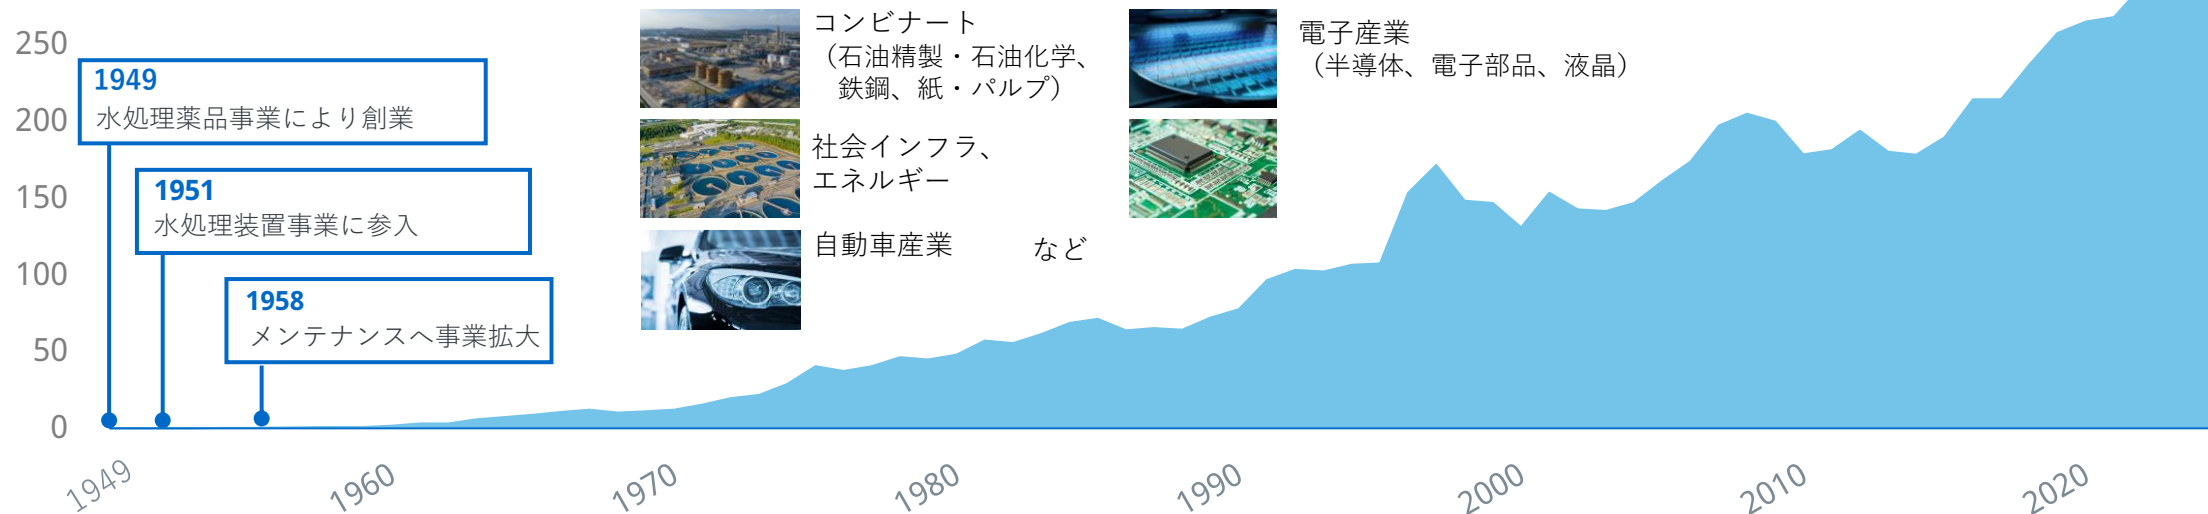 250
200
150
100
50
0
1949
水処理薬品事業により創業
1951
水処理装置事業に参入
1958
メンテナンスへ事業拡大
コンビナート
（石油精製・石油化学、
鉄鋼、紙・パルプ）
社会インフラ、
エネルギー
自動車産業 など
電子産業
（半導体、電子部品、液晶）
1949
1960
1970
1980
1990
2000
2010
2020